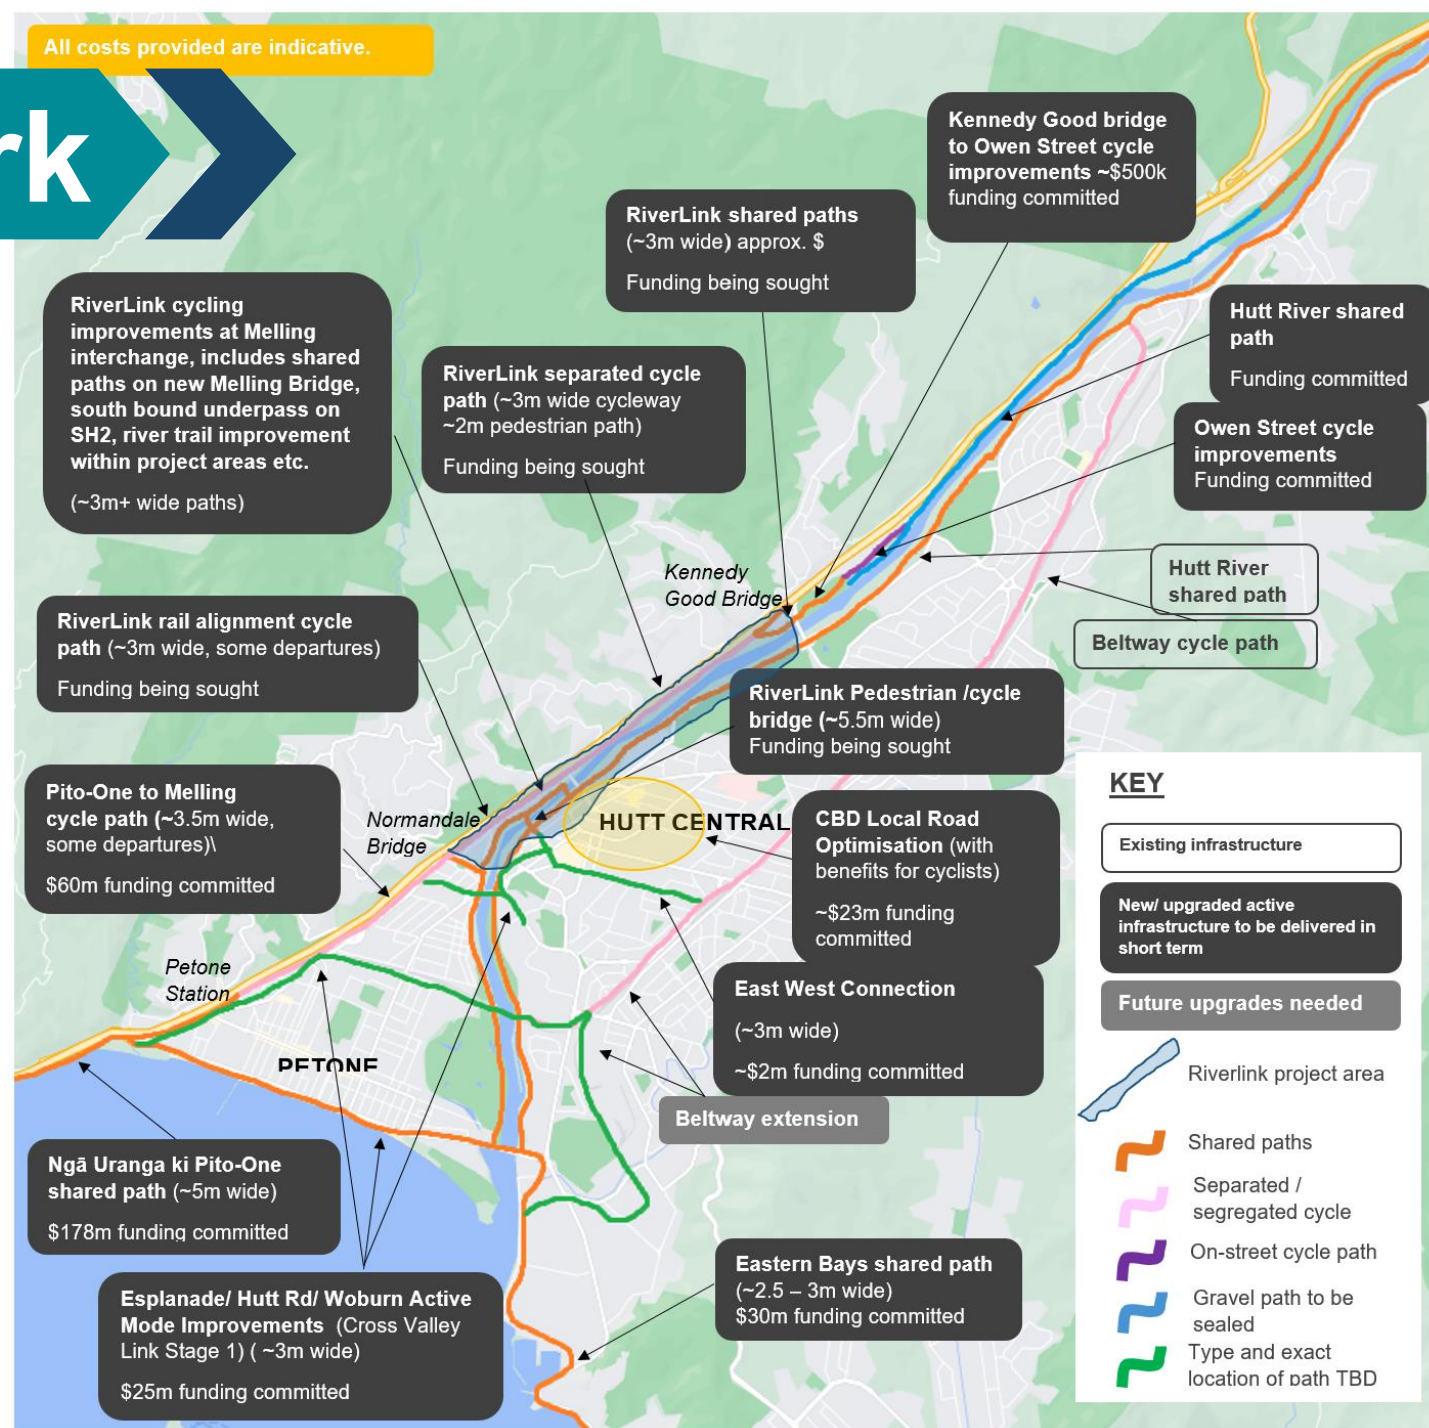 All costs provided are indicative.
rk
Kennedy Good bridge
to Owen Street cycle
improvements ~$500k
funding committed
RiverLink shared paths
(~3m wide) approx. $
Funding being sought
RiverLink cycling
improvements at Melling
interchange, includes shared
paths on new Melling Bridge,
south bound underpass on
SH2, river trail improvement
within project areas etc.
(~3m+ wide paths)
RiverLink separated cycle
path (~3m wide cycleway
~2m pedestrian path)
Funding being sought
Hutt River shared
path
Funding committed
Owen Street cycle
improvements
Funding committed
Kennedy
Good Bridge
Hutt River
shared path
Beltway cycle path
RiverLink rail alignment cycle
path (~3m wide, some departures)
Funding being sought
RiverLink Pedestrian /cycle
bridge (~5.5m wide)
Funding being sought
Pito-One to Melling
cycle path (~3.5m wide,
some departures)\
$60m funding committed
Normandale
Bridge
HUTT CENTRAL
CBD Local Road
Optimisation (with
benefits for cyclists)
~$23m funding
committed
Petone
Station
East West Connection
(~3m wide)
~$2m funding committed
PETONE
Beltway extension
Ngā Uranga ki Pito-One
shared path (~5m wide)
$178m funding committed
Esplanade/ Hutt Rd/ Woburn Active
Mode Improvements (Cross Valley
Link Stage 1) ( ~3m wide)
$25m funding committed
Eastern Bays shared path
(~2.5 – 3m wide)
$30m funding committed
KEY
Existing infrastructure
New/ upgraded active
infrastructure to be delivered in
short term
Future upgrades needed
Riverlink project area
Shared paths
Separated /
segregated cycle
On-street cycle path
Gravel path to be
sealed
Type and exact
location of path TBD